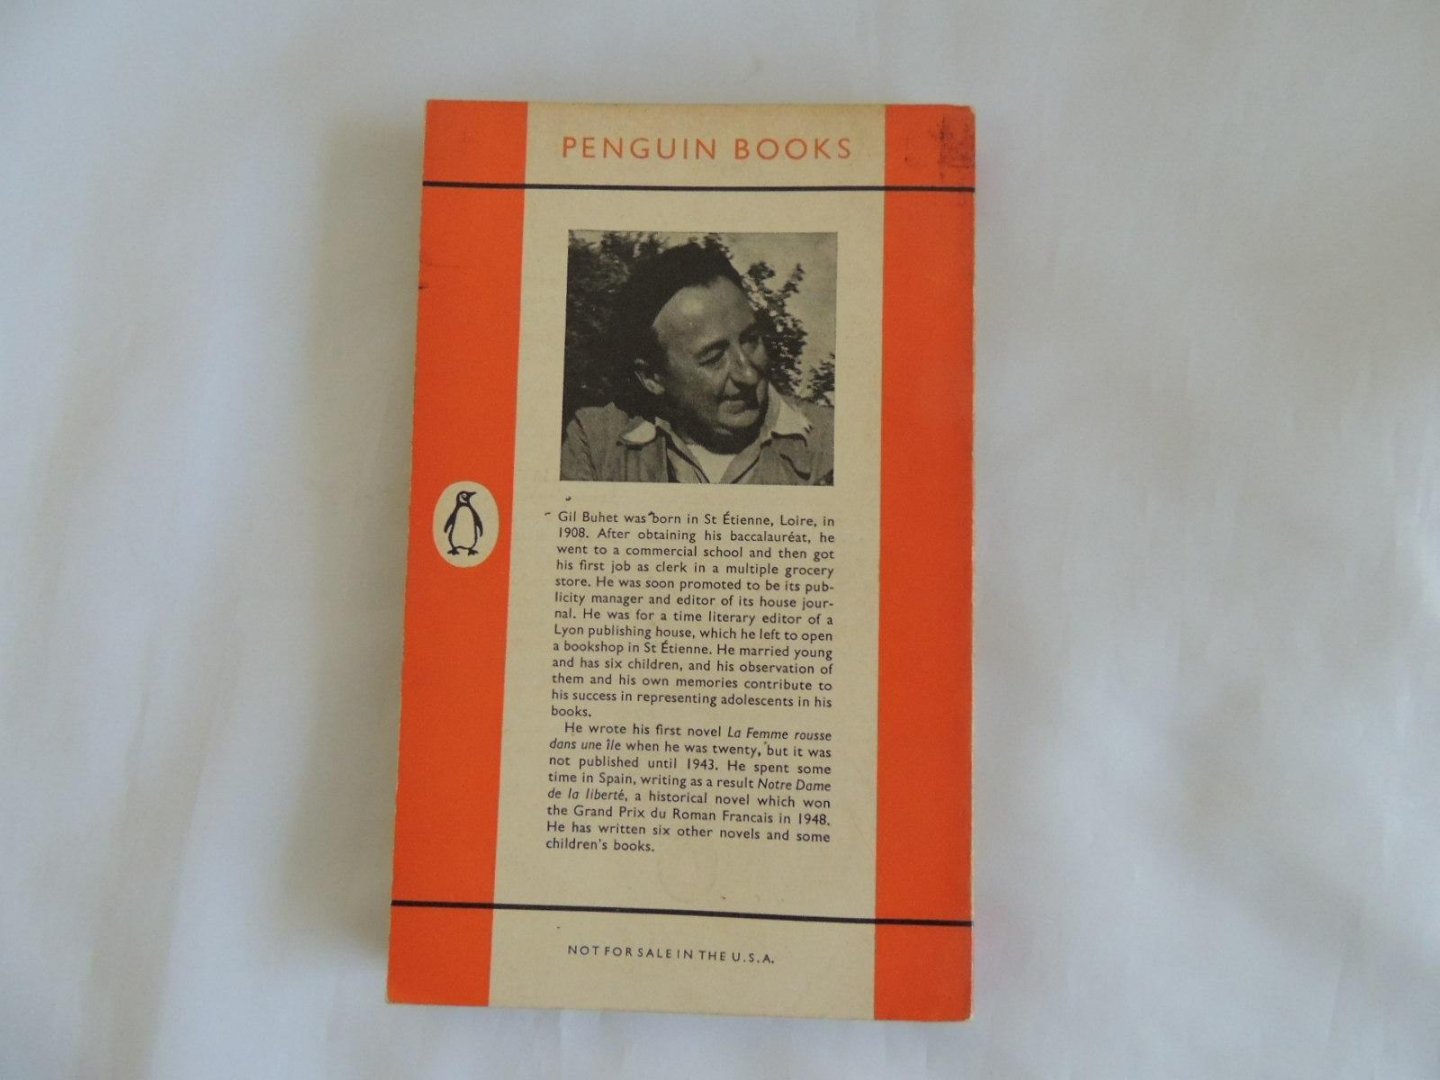 PENGUIN BOOKS
Gil Buhet was born in St Étienne, Loire, in
1908. After obtaining his baccalauréat, he
went to a commercial school and then got
his first job as clerk in a multiple grocery
store. He was soon promoted to be its pub-
licity manager and editor of its house jour-
nal. He was for a time literary editor of a
Lyon publishing house, which he left to open
a bookshop in St Étienne. He married young
and has six children, and his observation of
them and his own memories contribute to
his success in representing adolescents in his
books.
He wrote his first novel La Femme rousse
dans une île when he was twenty, but it was
not published until 1943. He spent some
time in Spain, writing as a result Notre Dame
de la liberté, a historical novel which won
the Grand Prix du Roman Francais in 1948.
He has written six other novels and some
children's books.
NOT FOR SALE IN THE U.S.A.